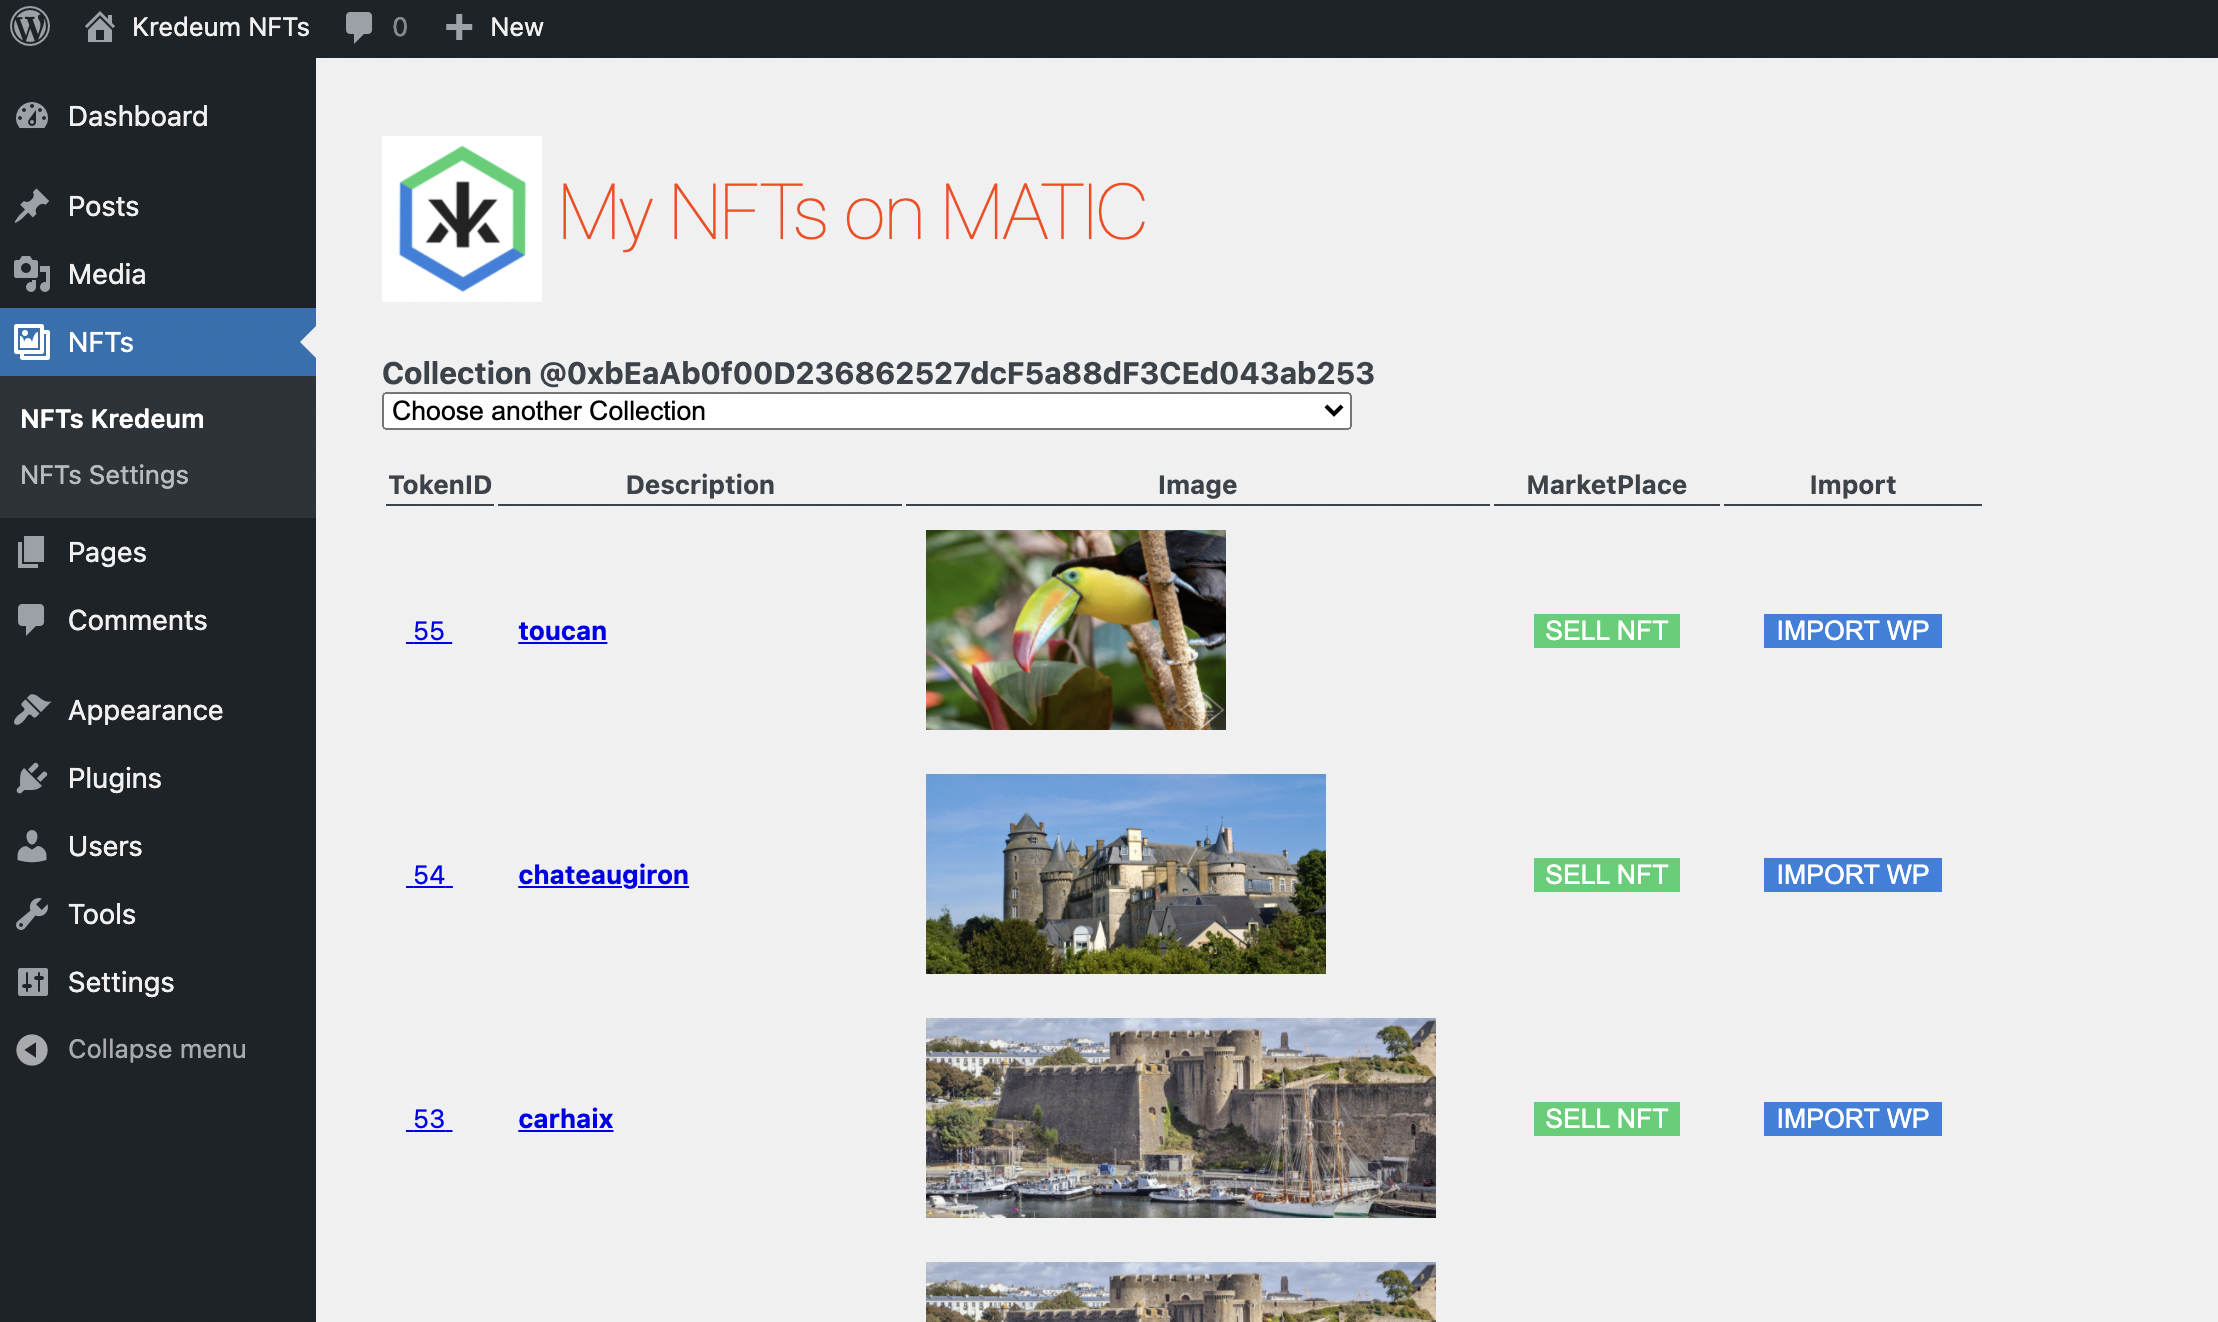 Kredeum NFTs 0 New
Dashboard
Posts
Media
NFTs
NFTs Kredeum
NFTs Settings
Pages
Comments
Appearance
Plugins
Users
Tools
Settings
Collapse menu
My NFTs on MATIC
Collection @0xbEaAb0f00D236862527dcF5a88dF3CEd043ab253
Choose another Collection
TokenID Description Image MarketPlace Import
55 toucan SELL NFT IMPORT WP
54 chateaugiron SELL NFT IMPORT WP
53 carhaix SELL NFT IMPORT WP